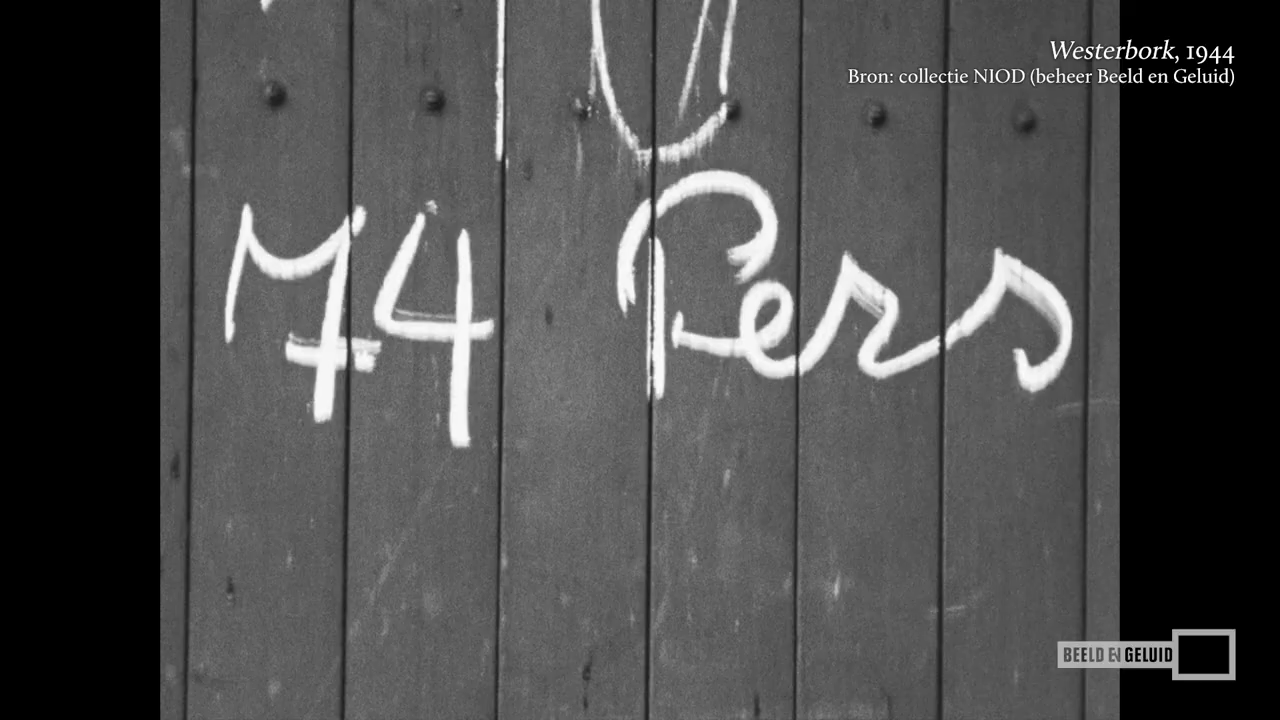 Westerbork, 1944
Bron: collectie NIOD (beheer Beeld en Geluid)
74 Pers
BEELD EN GELUID